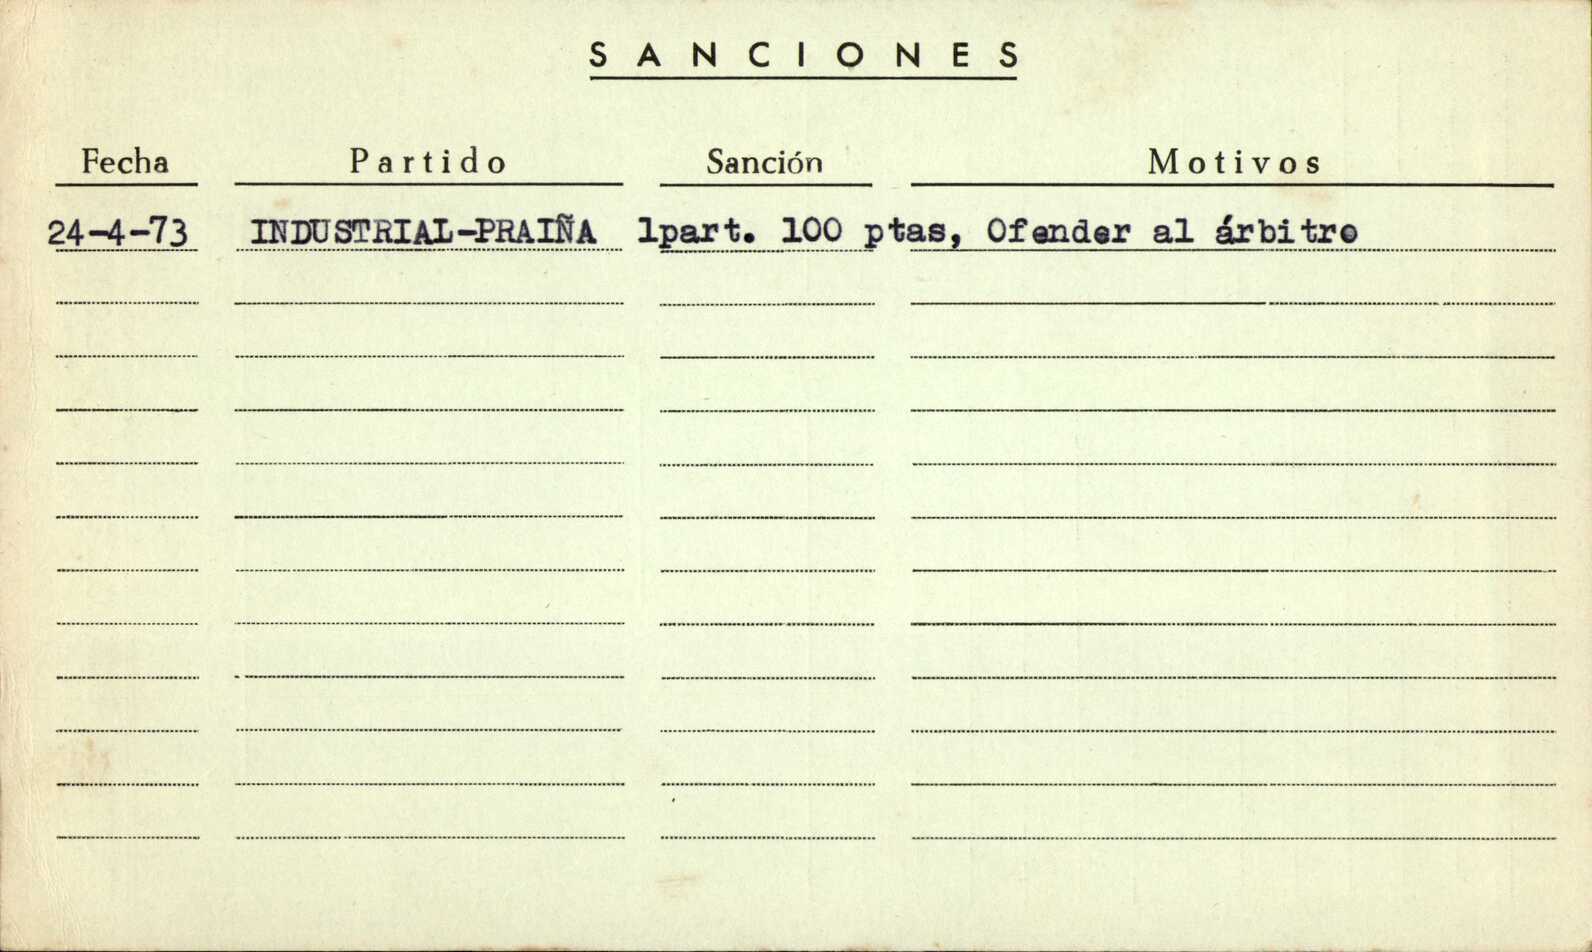 SANCIONES
Fecha Partido Sanción Motivos
24-4-73 INDUSTRIAL-PRAIÑA 1part. 100 ptas, Ofender al árbitro